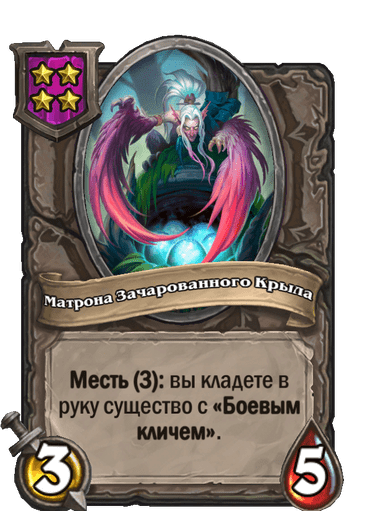 Матрона Зачарованного Крыла
Месть (3): вы кладете в
руку существо с «Боевым
кличем».
3
5